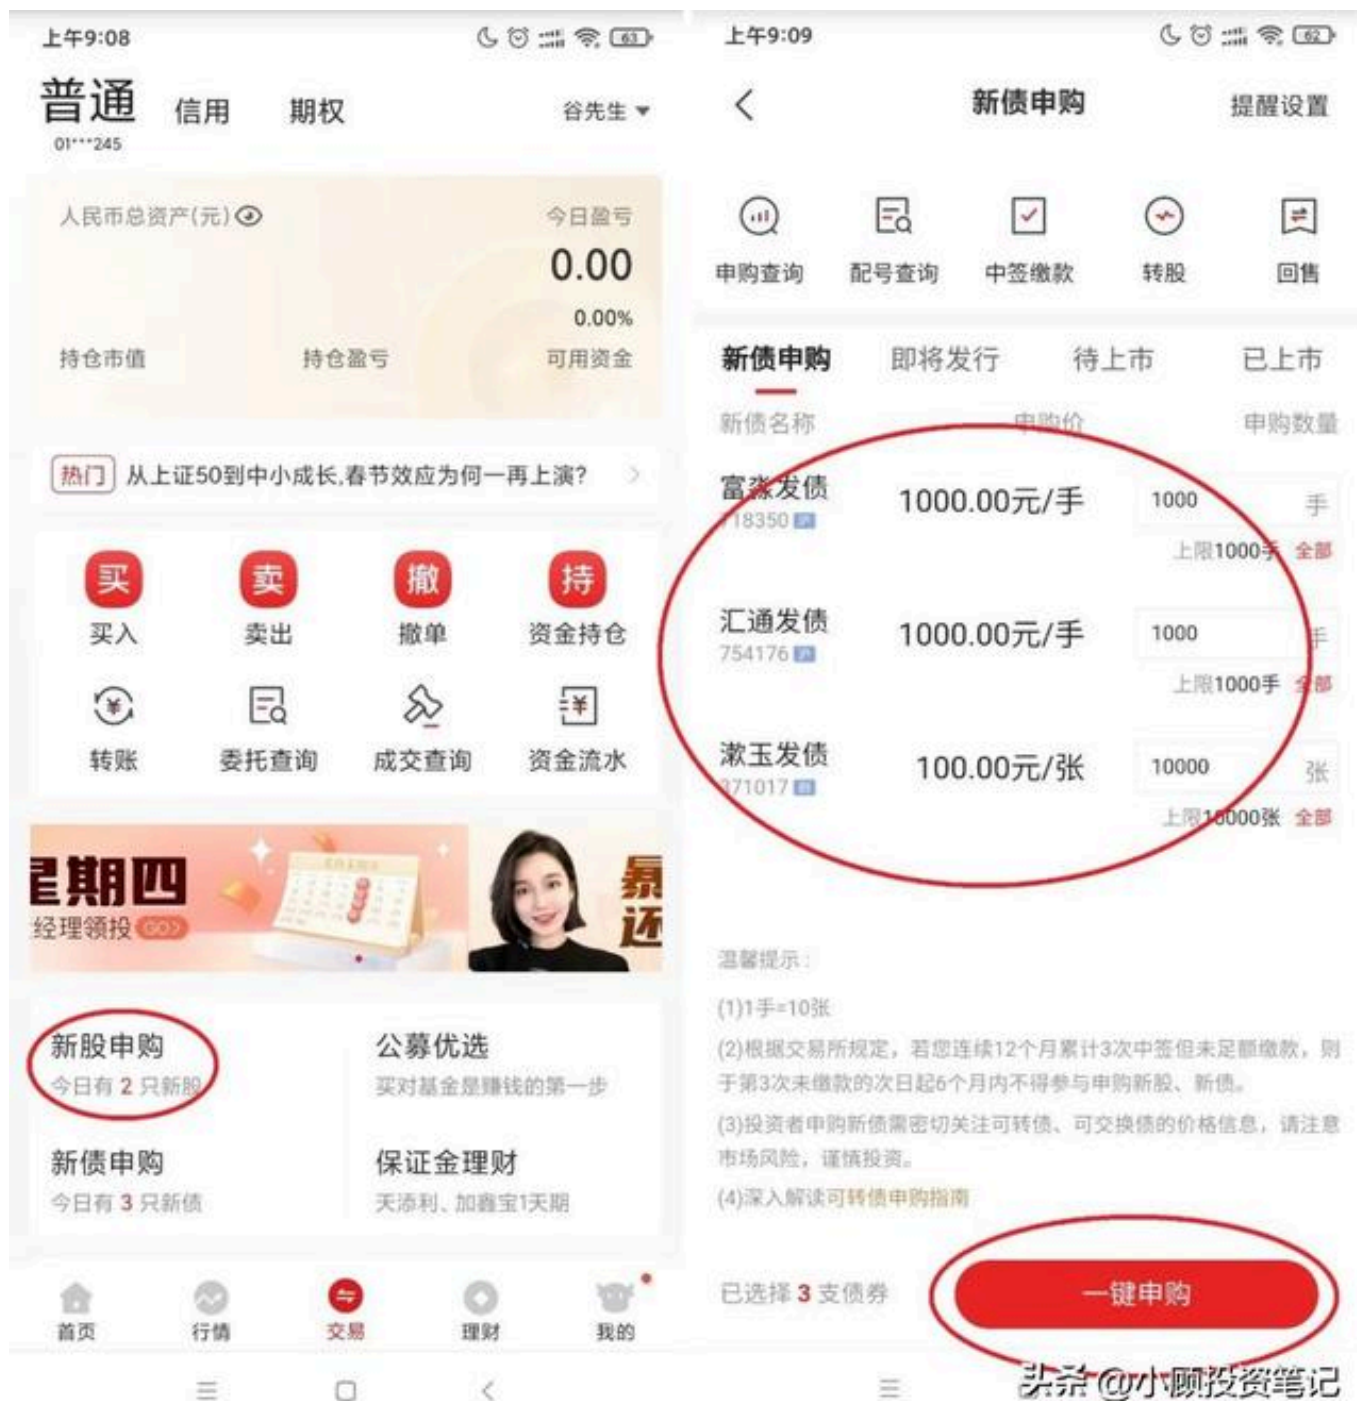 上午9:08
63
普通 信用 期权 谷先生
01***245
人民币总资产(元) 今日盈亏
0.00
0.00%
持仓市值 持仓盈亏 可用资金
热门 从上证50到中小成长,春节效应为何一再上演?
买 卖 撤 持
买入 卖出 撤单 资金持仓
转账 委托查询 成交查询 资金流水
星期四
经理领投 GO>
暴
还
新股申购 公募优选
今日有 2 只新股 买对基金是赚钱的第一步
新债申购 保证金理财
今日有 3 只新债 天添利、加鑫宝1天期
首页 行情 交易 理财 我的
上午9:09
62
新债申购 提醒设置
申购查询 配号查询 中签缴款 转股 回售
新债申购 即将发行 待上市 已上市
新债名称 申购价 申购数量
富淼发债 1000.00元/手 1000 手
718350 沪
上限1000手 全部
汇通发债 1000.00元/手 1000 手
754176 沪
上限1000手 全部
漱玉发债 100.00元/张 10000 张
371017
上限10000张 全部
温馨提示:
(1)1手=10张
(2)根据交易所规定，若您连续12个月累计3次中签但未足额缴款，则
于第3次未缴款的次日起6个月内不得参与申购新股、新债。
(3)投资者申购新债需密切关注可转债、可交换债的价格信息，请注意
市场风险，谨慎投资。
(4)深入解读可转债申购指南
已选择 3 支债券 一键申购
头条 @小顾投资笔记